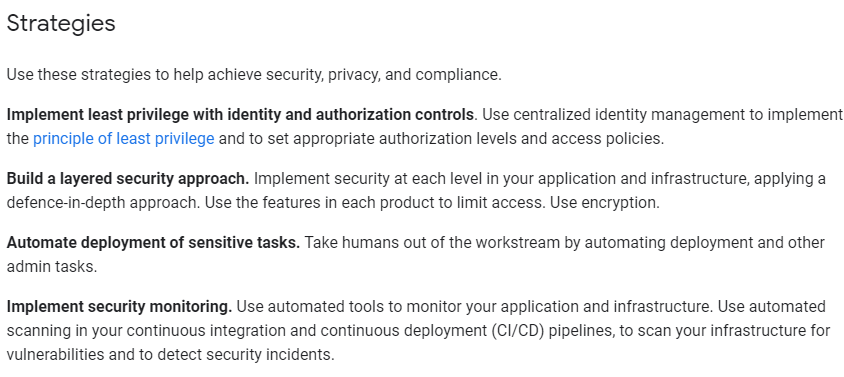 Strategies
Use these strategies to help achieve security, privacy, and compliance.
Implement least privilege with identity and authorization controls. Use centralized identity management to implement
the principle of least privilege and to set appropriate authorization levels and access policies.
Build a layered security approach. Implement security at each level in your application and infrastructure, applying a
defence-in-depth approach. Use the features in each product to limit access. Use encryption.
Automate deployment of sensitive tasks. Take humans out of the workstream by automating deployment and other
admin tasks.
Implement security monitoring. Use automated tools to monitor your application and infrastructure. Use automated
scanning in your continuous integration and continuous deployment (CI/CD) pipelines, to scan your infrastructure for
vulnerabilities and to detect security incidents.